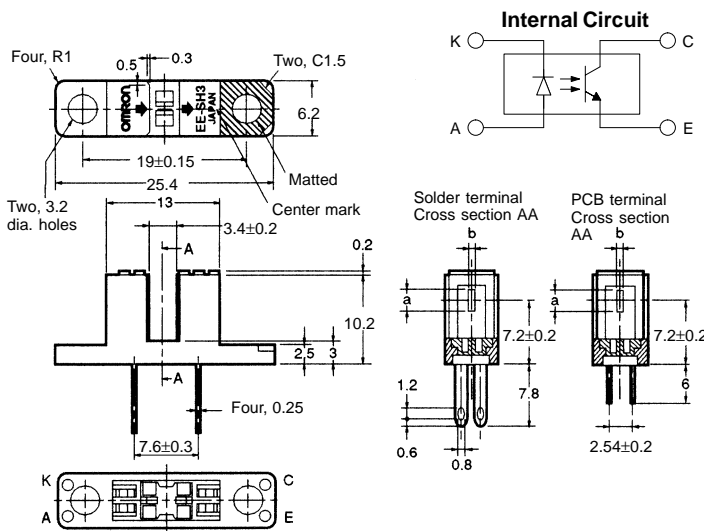 Internal Circuit
K
C
A
E
Four, R1
0.5
0.3
Two, C1.5
OMRON
EE-SH3
JAPAN
6.2
19±0.15
25.4
Two, 3.2
dia. holes
Matted
Center mark
13
3.4±0.2
A
0.2
10.2
2.5
3
A
Four, 0.25
7.6±0.3
K
A
C
E
Solder terminal
Cross section AA
b
a
7.2±0.2
7.8
1.2
0.6
0.8
PCB terminal
Cross section
AA
b
a
7.2±0.2
6
2.54±0.2